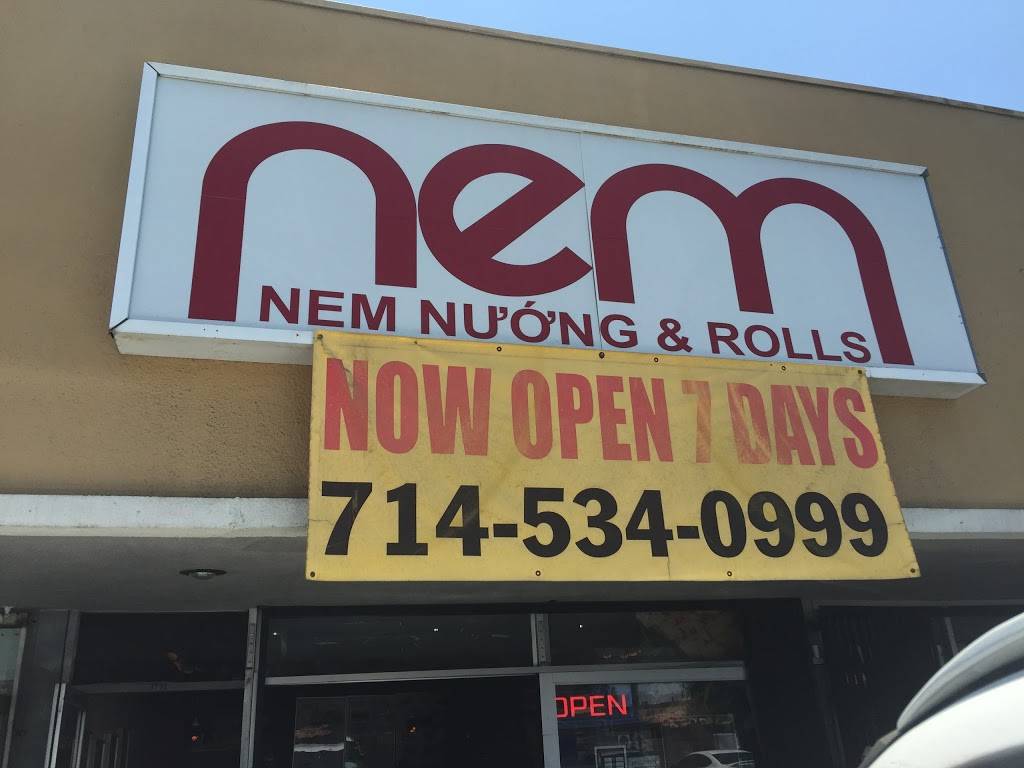 nem
NEM NƯỚNG & ROLLS
NOW OPEN 7 DAYS
714-534-0999
OPEN